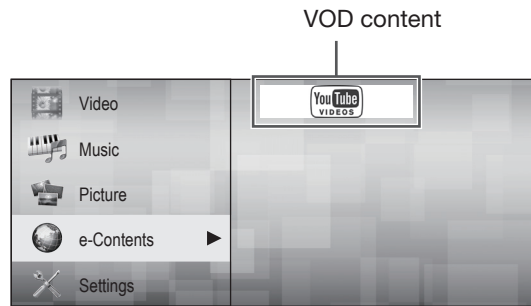 VOD content
You Tube
VIDEOS
Video
Music
Picture
e-Contents
Settings